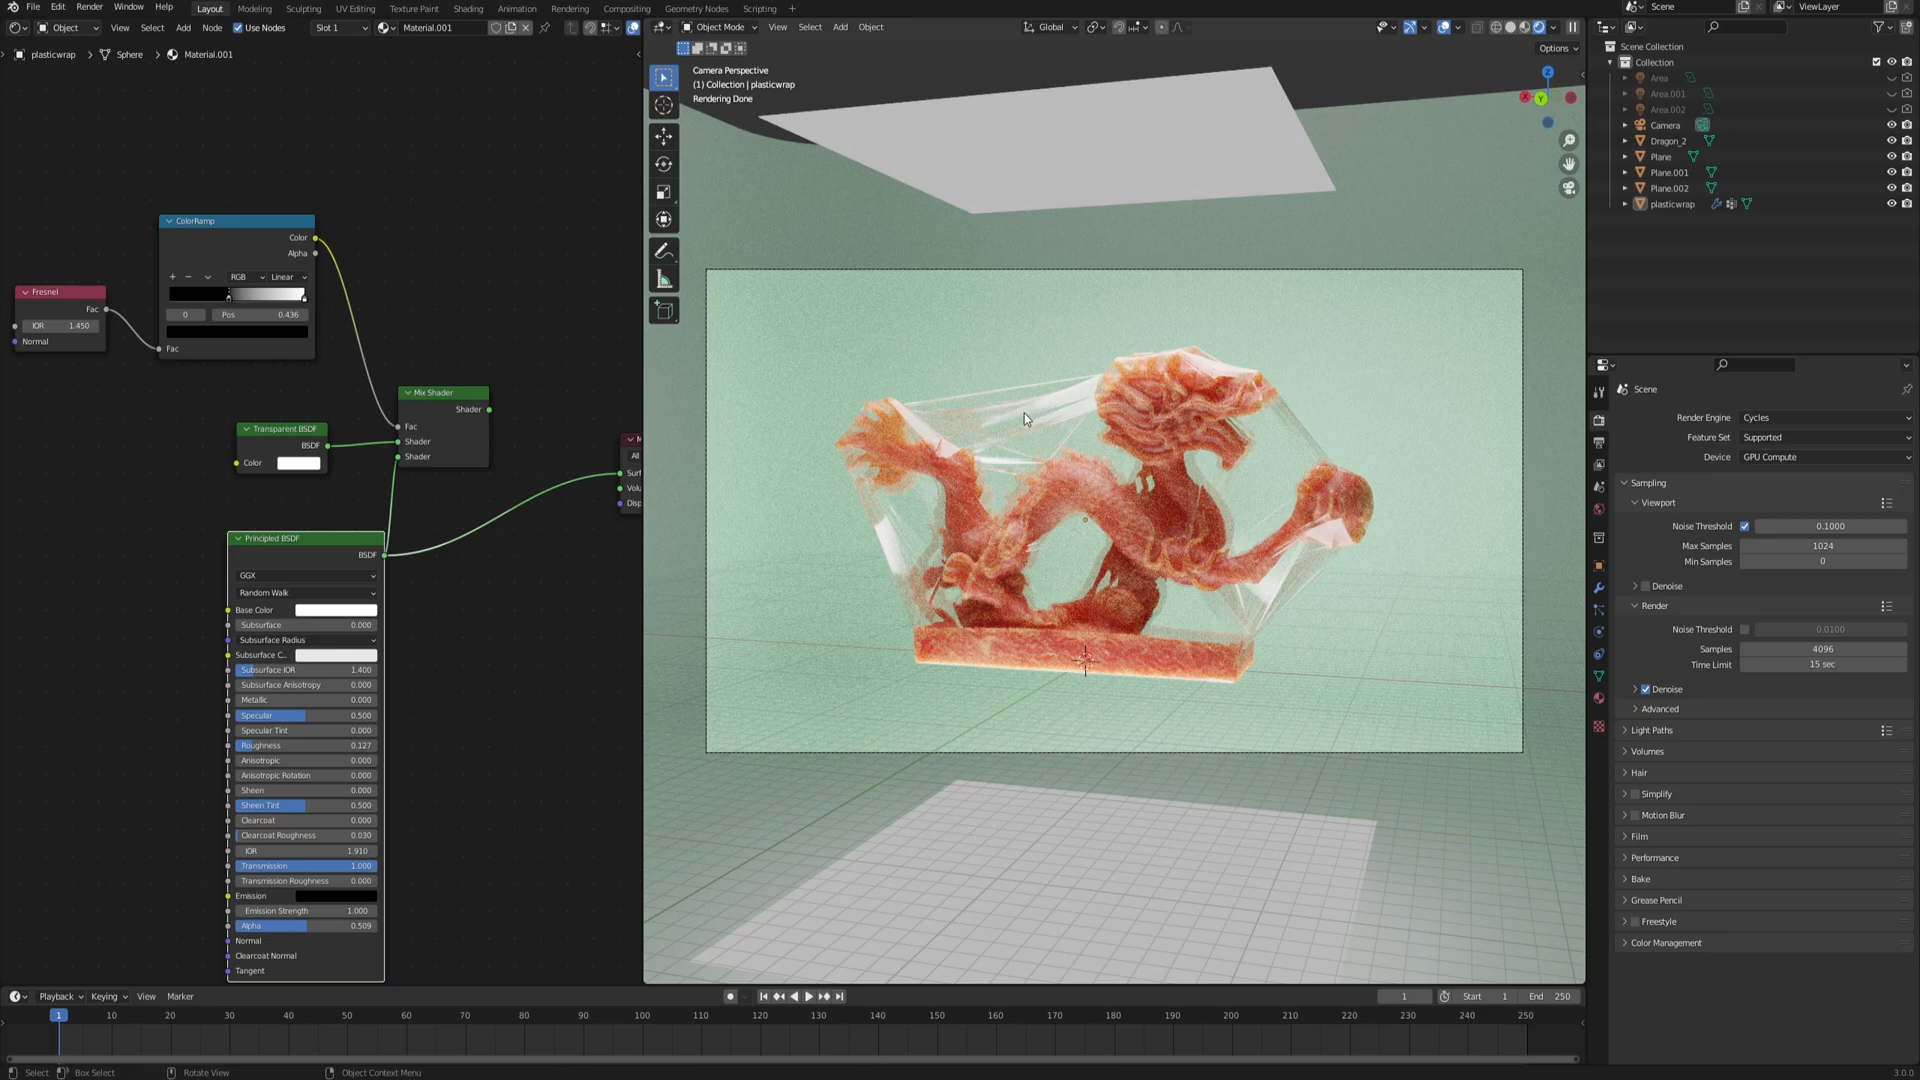 File Edit Render Window Help Layout Modeling Sculpting UV Editing Texture Paint Shading Animation Rendering Compositing Geometry Nodes Scripting + Scene ViewLayer
Object View Select Add Node Use Nodes Slot 1 Material.001 Object Mode View Select Add Object Global
Options
plasticwrap > Sphere > Material.001
Camera Perspective
(1) Collection | plasticwrap
Rendering Done
Z
Y
X
Scene Collection
Collection
Area
Area.001
Area.002
Camera
Dragon_2
Plane
Plane.001
Plane.002
plasticwrap
ColorRamp
Color
Alpha
+ − RGB Linear
0 Pos 0.436
Fac
Fresnel
Fac
IOR 1.450
Normal
Mix Shader
Shader
Fac
Shader
Shader
Transparent BSDF
BSDF
Color
M
All
Surf
Volu
Disp
Principled BSDF
BSDF
GGX
Random Walk
Base Color
Subsurface 0.000
Subsurface Radius
Subsurface C..
Subsurface IOR 1.400
Subsurface Anisotropy 0.000
Metallic 0.000
Specular 0.500
Specular Tint 0.000
Roughness 0.127
Anisotropic 0.000
Anisotropic Rotation 0.000
Sheen 0.000
Sheen Tint 0.500
Clearcoat 0.000
Clearcoat Roughness 0.030
IOR 1.910
Transmission 1.000
Transmission Roughness 0.000
Emission
Emission Strength 1.000
Alpha 0.509
Normal
Clearcoat Normal
Tangent
Scene
Render Engine Cycles
Feature Set Supported
Device GPU Compute
Sampling
Viewport
Noise Threshold 0.1000
Max Samples 1024
Min Samples 0
Denoise
Render
Noise Threshold 0.0100
Samples 4096
Time Limit 15 sec
Denoise
Advanced
Light Paths
Volumes
Hair
Simplify
Motion Blur
Film
Performance
Bake
Grease Pencil
Freestyle
Color Management
Playback Keying View Marker 1 Start 1 End 250
1 10 20 30 40 50 60 70 80 90 100 110 120 130 140 150 160 170 180 190 200 210 220 230 240 250
Select Box Select Rotate View Object Context Menu 3.0.0